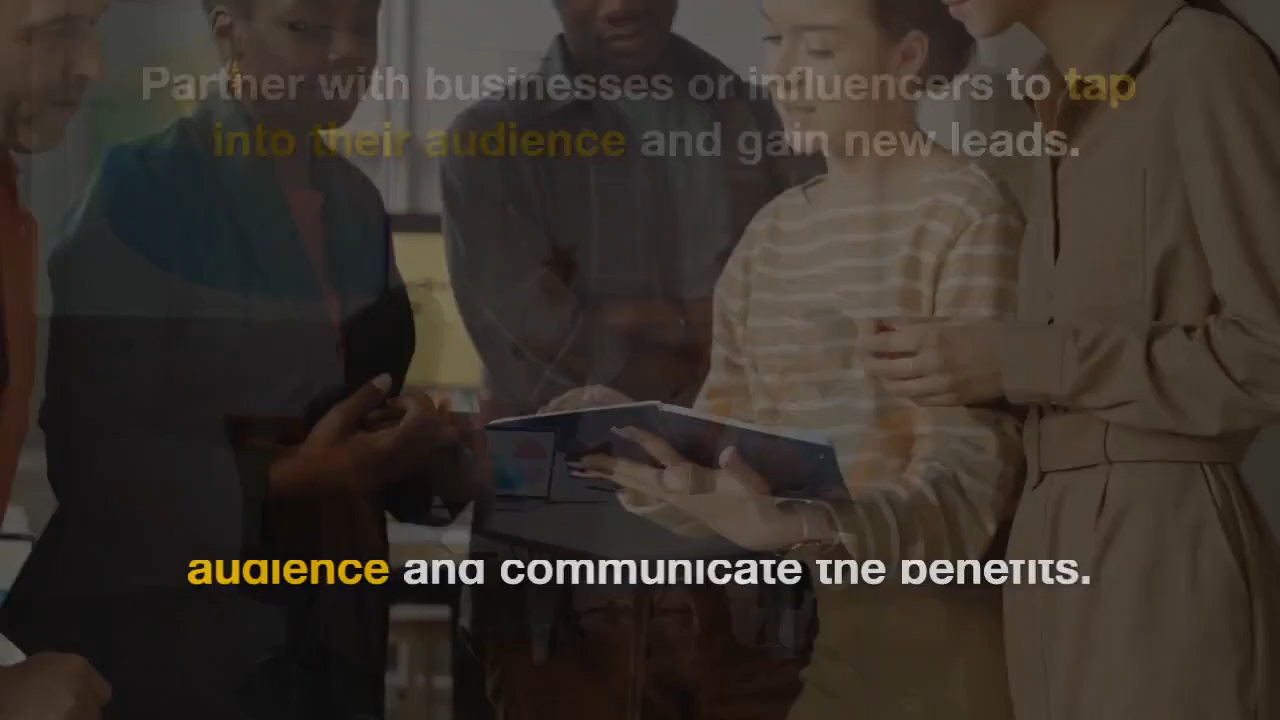 Partner with businesses or influencers to tap
into their audience and gain new leads.
audience and communicate the benefits.